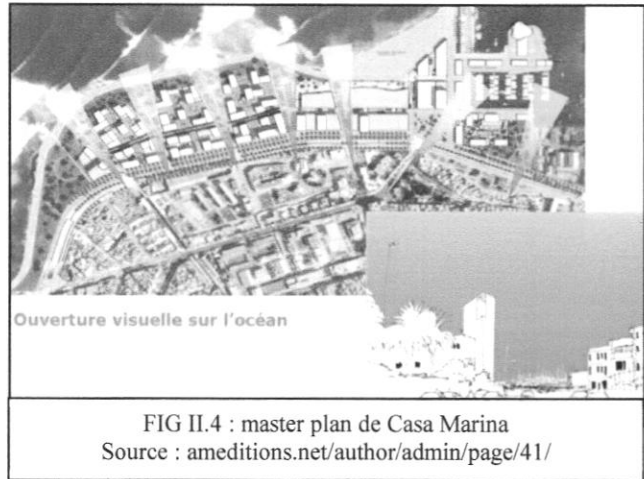 Ouverture visuelle sur l'océan
FIG II.4 : master plan de Casa Marina
Source : ameditions.net/author/admin/page/41/